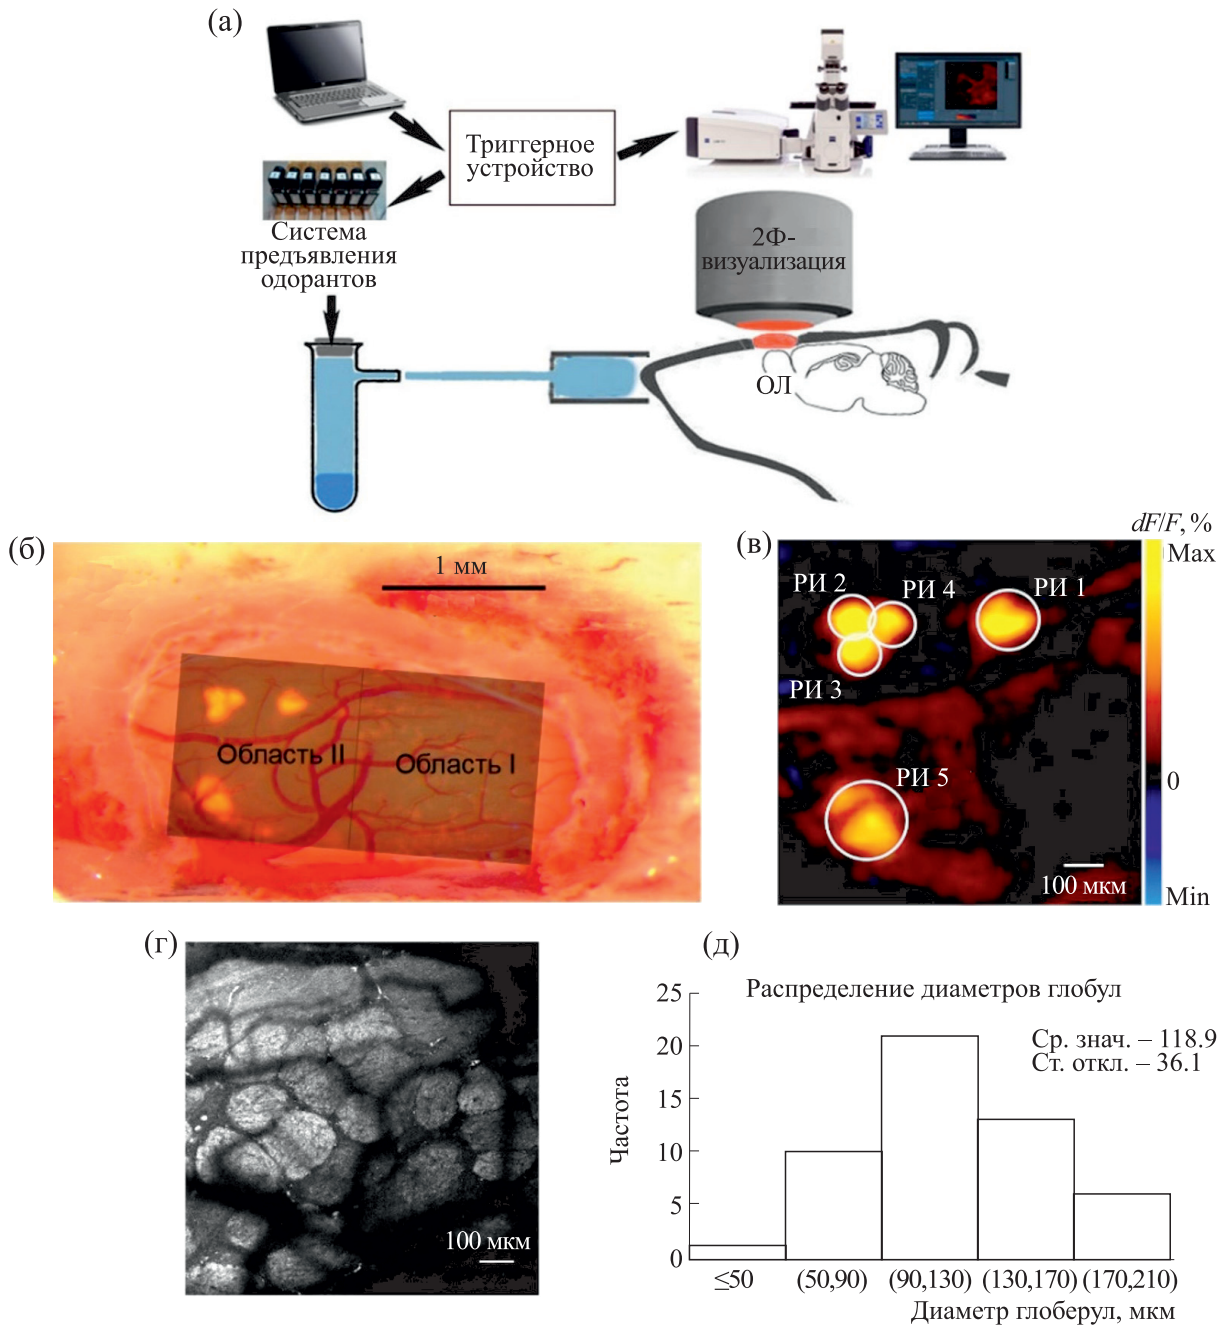 (а)
Триггерное
устройство
Система
предъявления
одорантов
2Ф-
визуализация
ОЛ
(б)
1 мм
Область II
Область I
(в)
dF/F, %
Max
0
Min
РИ 2
РИ 4
РИ 1
РИ 3
РИ 5
100 мкм
(г)
100 мкм
(д)
Распределение диаметров глобул
Ср. знач. – 118.9
Ст. откл. – 36.1
Частота
25
20
15
10
5
0
≤50
(50,90)
(90,130)
(130,170)
(170,210)
Диаметр глоберул, мкм